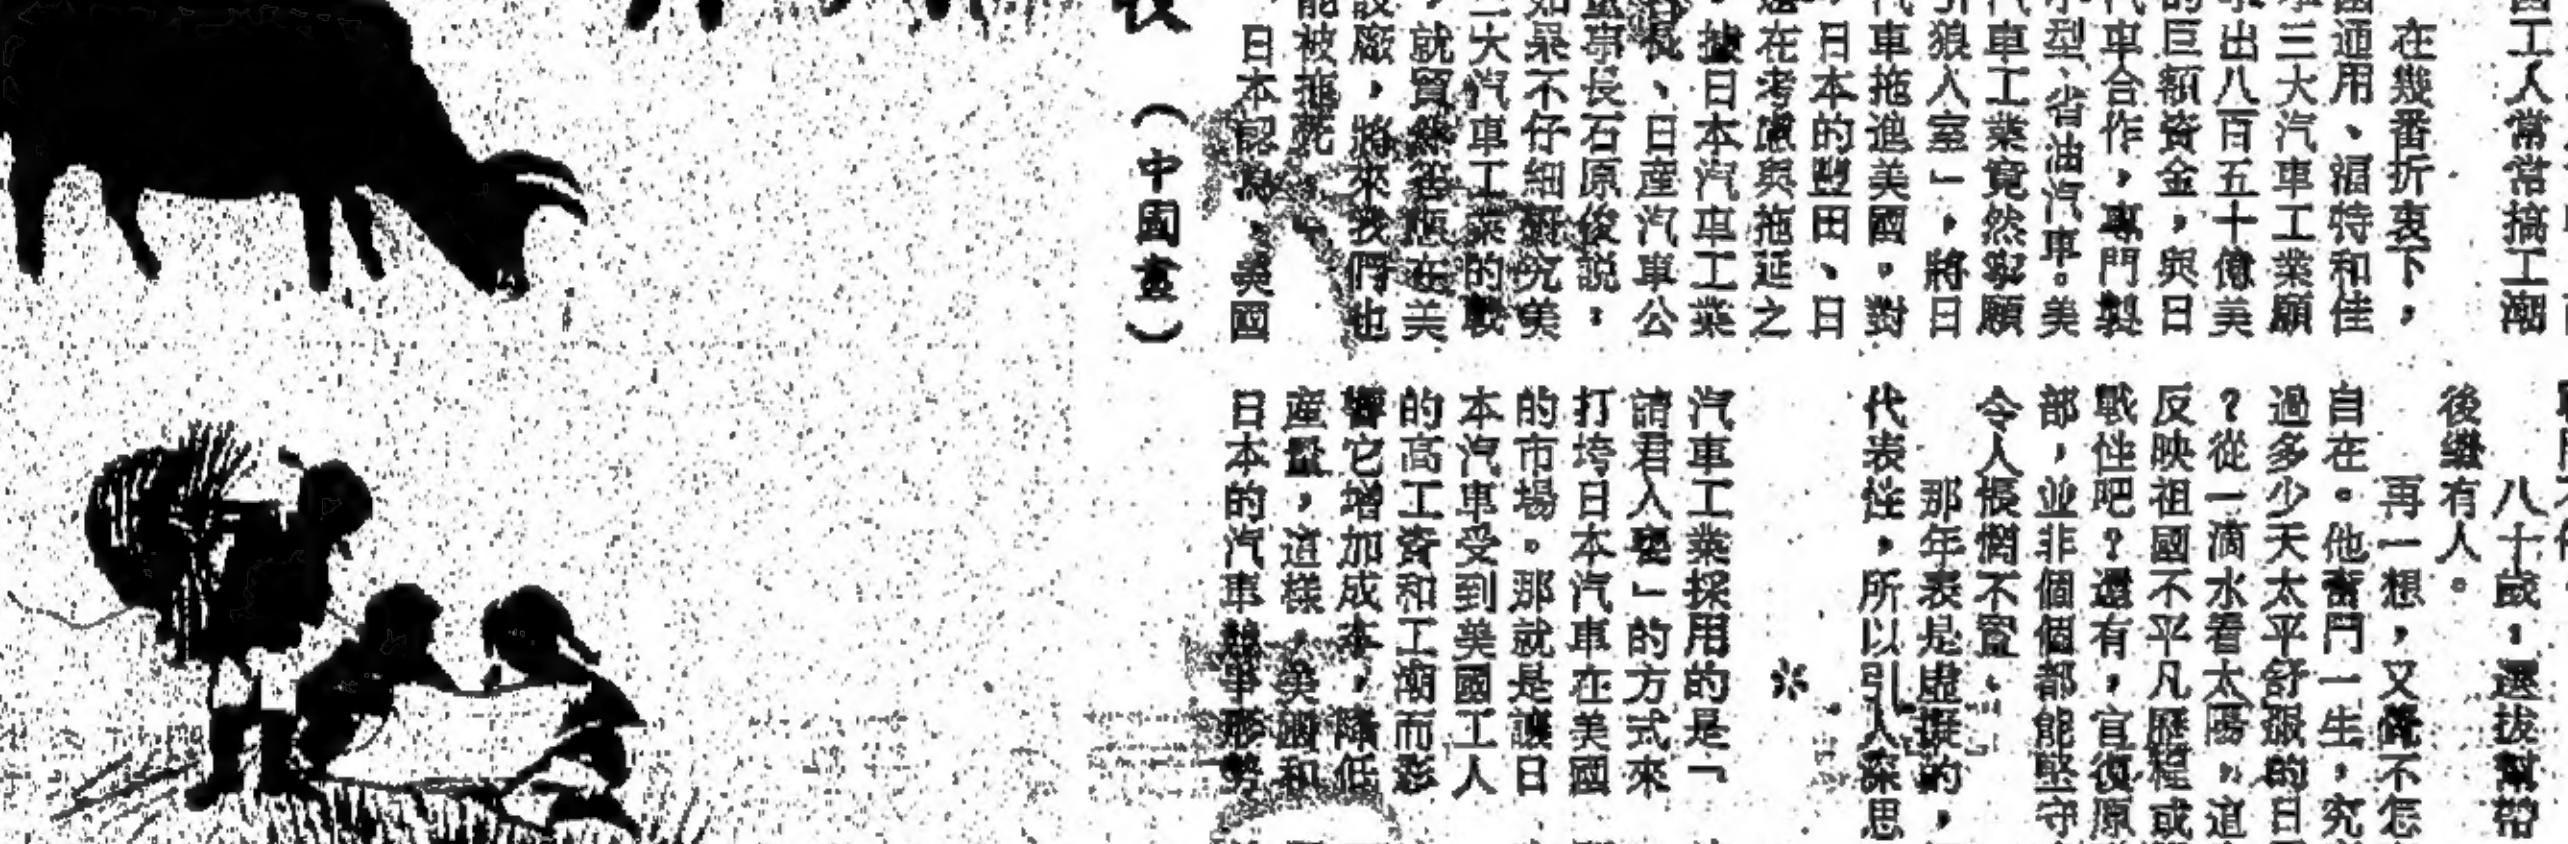 國工人常常搞工潮
在幾番折衷下，
國通用、福特和佳
三大汽車工業願
出八百五十億美
的巨額資金，與日
汽車合作，專門製
小型、省油汽車。美
汽車工業竟然寧願
引狼入室」，將日
汽車拖進美國，對
日本的豐田、日
還在考慮與拖延之
，據日本汽車工業
長、日產汽車公
董事長石原俊説，
如果不仔細研究美
三大汽車工業的戰
，就貿然答應在美
設廠，將來我們也
能被拖死
日本認為，美國
牧
（中國畫）
八十歲，選拔幫帶
後繼有人。
再一想，又覺不怎
自在。他奮鬥一生，究
過多少天太平舒服的日
？從一滴水看太陽，這
反映祖國不平凡歷程或
戰性吧？還有，官復原
部，並非個個都能堅守
令人悵惘不寧。
那年表是虛擬的，
代表性，所以引人深思
＊
汽車工業採用的是「
請君入甕」的方式來
打垮日本汽車在美國
的市場。那就是讓日
本汽車受到美國工人
的高工資和工潮而影
響它增加成本，降低
產量，這樣，美國和
日本的汽車競爭形勢